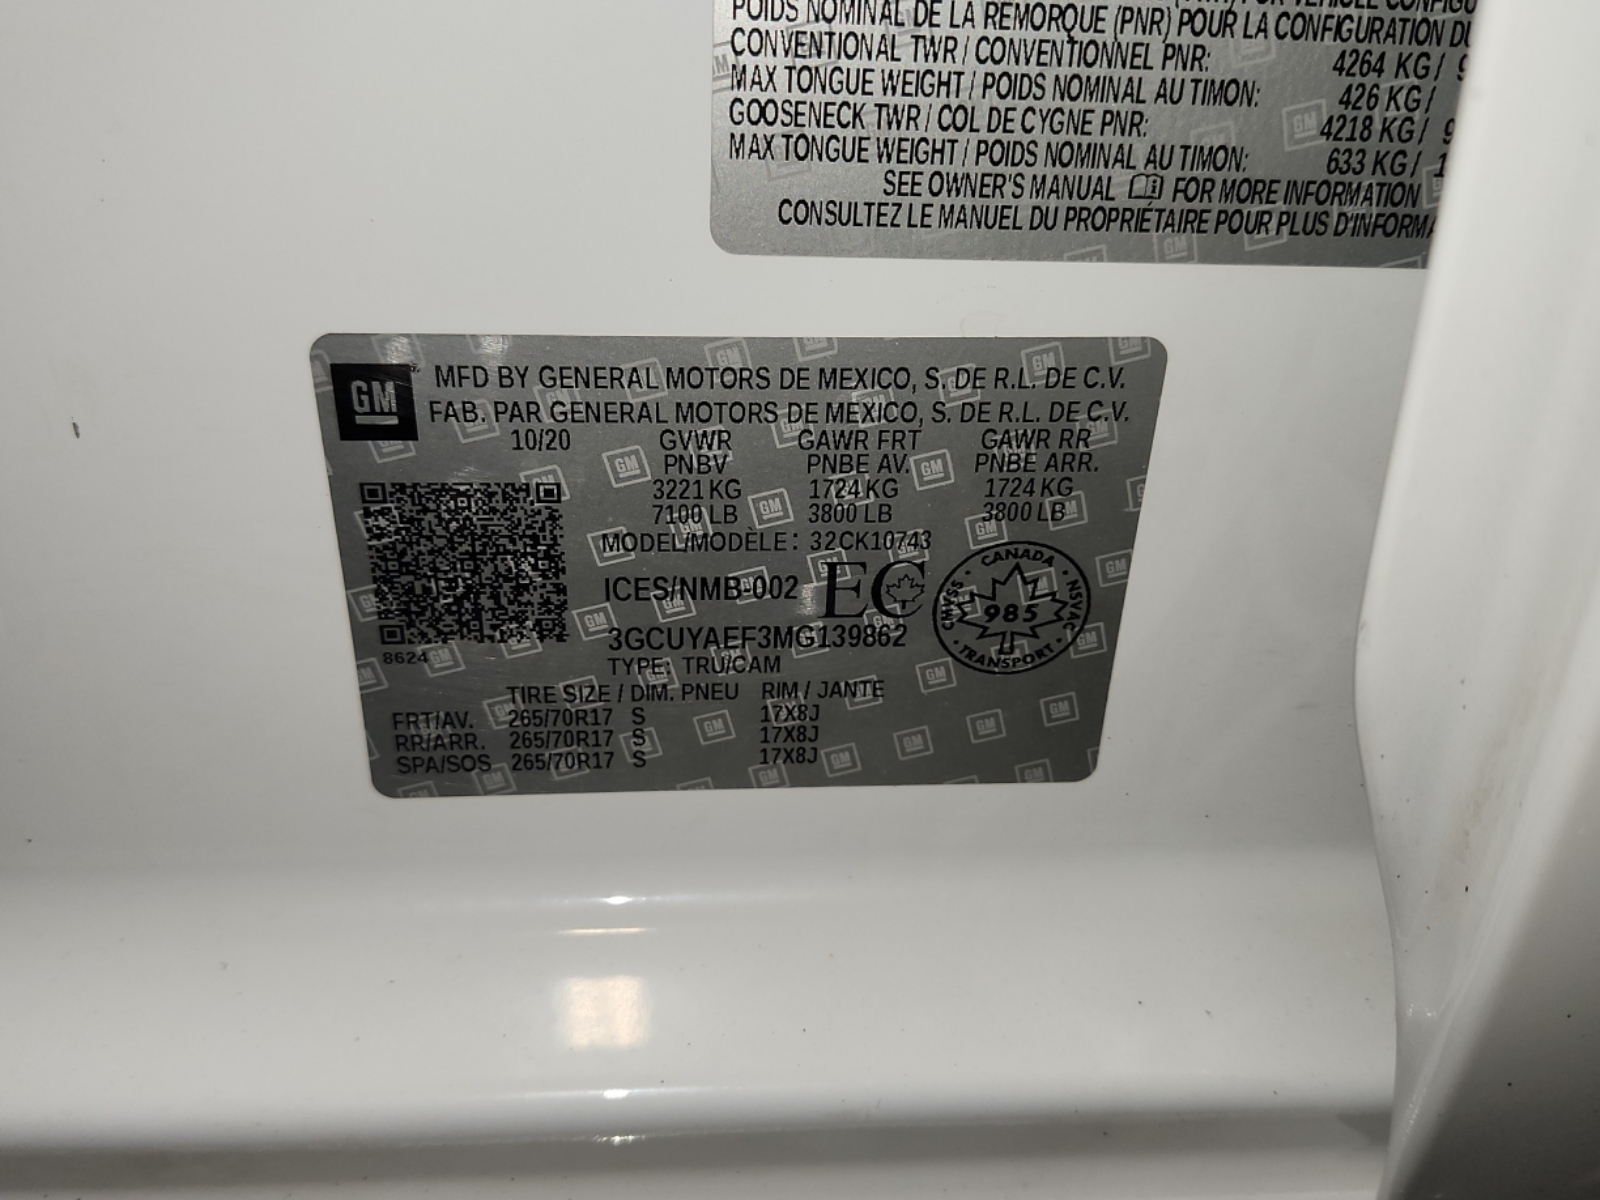 POIDS NOMINAL DE LA REMORQUE (PNR) POUR LA CONFIGURATION DU
CONVENTIONAL TWR / CONVENTIONNEL PNR: 4264 KG /
MAX TONGUE WEIGHT / POIDS NOMINAL AU TIMON: 426 KG /
GOOSENECK TWR / COL DE CYGNE PNR: 4218 KG / 9
MAX TONGUE WEIGHT / POIDS NOMINAL AU TIMON: 633 KG / 1
SEE OWNER'S MANUAL FOR MORE INFORMATION
CONSULTEZ LE MANUEL DU PROPRIÉTAIRE POUR PLUS D'INFORMA
GM
MFD BY GENERAL MOTORS DE MEXICO, S. DE R.L. DE C.V.
FAB. PAR GENERAL MOTORS DE MEXICO, S. DE R.L. DE C.V.
10/20 GVWR GAWR FRT GAWR RR
PNBV PNBE AV. PNBE ARR.
3221 KG 1724 KG 1724 KG
7100 LB 3800 LB 3800 LB
MODEL/MODÈLE: 32CK10743
ICES/NMB-002 EC
CANADA
CMVSS 985 NSVAC
TRANSPORT
3GCUYAEF3MG139862
8624
TYPE: TRU/CAM
TIRE SIZE / DIM. PNEU RIM / JANTE
FRT/AV. 265/70R17 S 17X8J
RR/ARR. 265/70R17 S 17X8J
SPA/SOS 265/70R17 S 17X8J